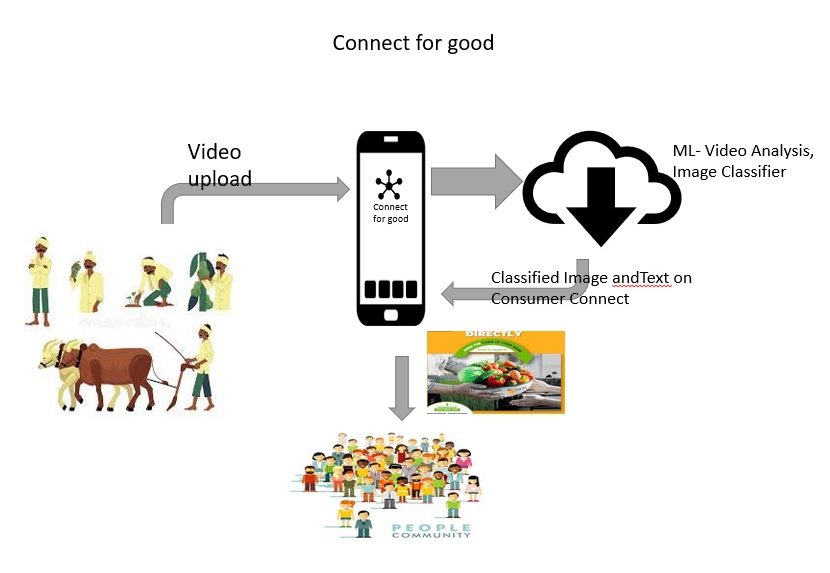 Connect for good
Video
upload
Connect
for good
ML- Video Analysis,
Image Classifier
Classified Image andText on
Consumer Connect
DIRECTLY
PEOPLE
COMMUNITY